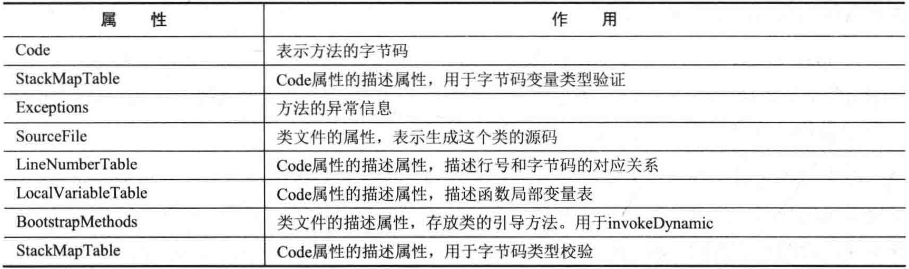 属 性 作 用
Code 表示方法的字节码
StackMapTable Code属性的描述属性，用于字节码变量类型验证
Exceptions 方法的异常信息
SourceFile 类文件的属性，表示生成这个类的源码
LineNumberTable Code属性的描述属性，描述行号和字节码的对应关系
LocalVariableTable Code属性的描述属性，描述函数局部变量表
BootstrapMethods 类文件的描述属性，存放类的引导方法。用于invokeDynamic
StackMapTable Code属性的描述属性，用于字节码类型校验